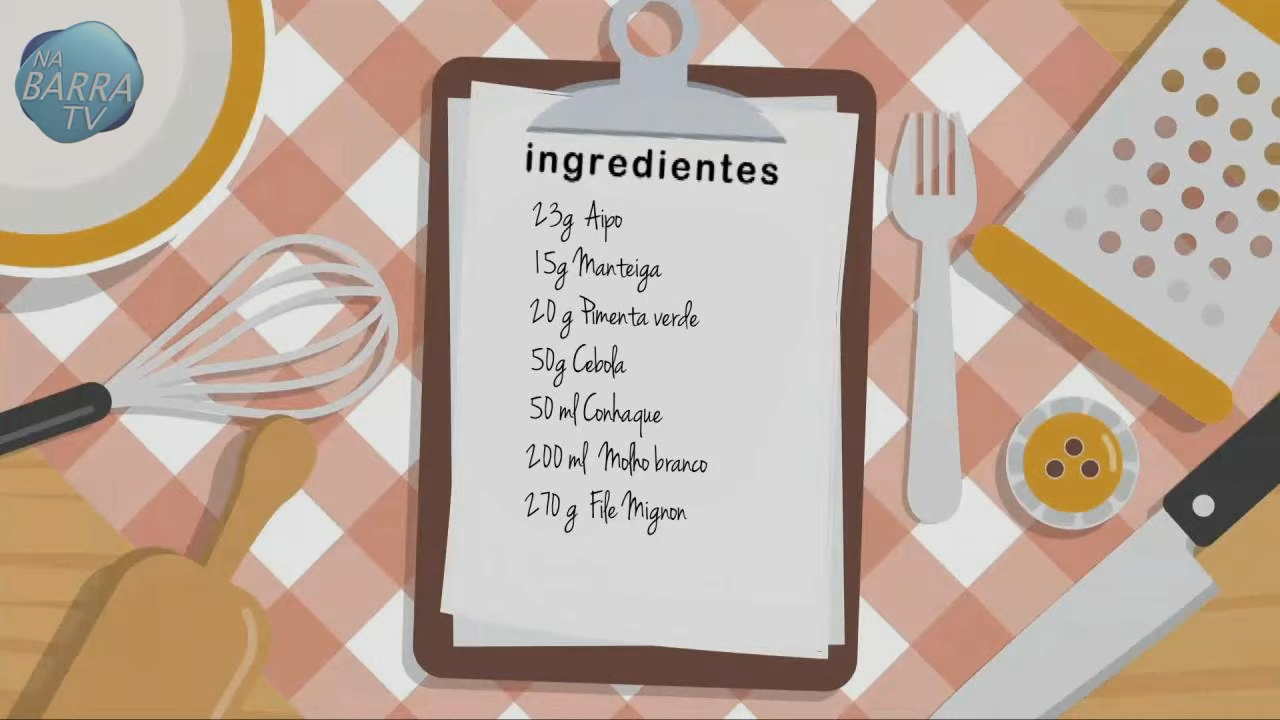 NA
BARRA
TV
ingredientes
23g Aipo
15g Manteiga
20 g Pimenta verde
50g Cebola
50 ml Conhaque
200 ml Molho branco
270 g File Mignon